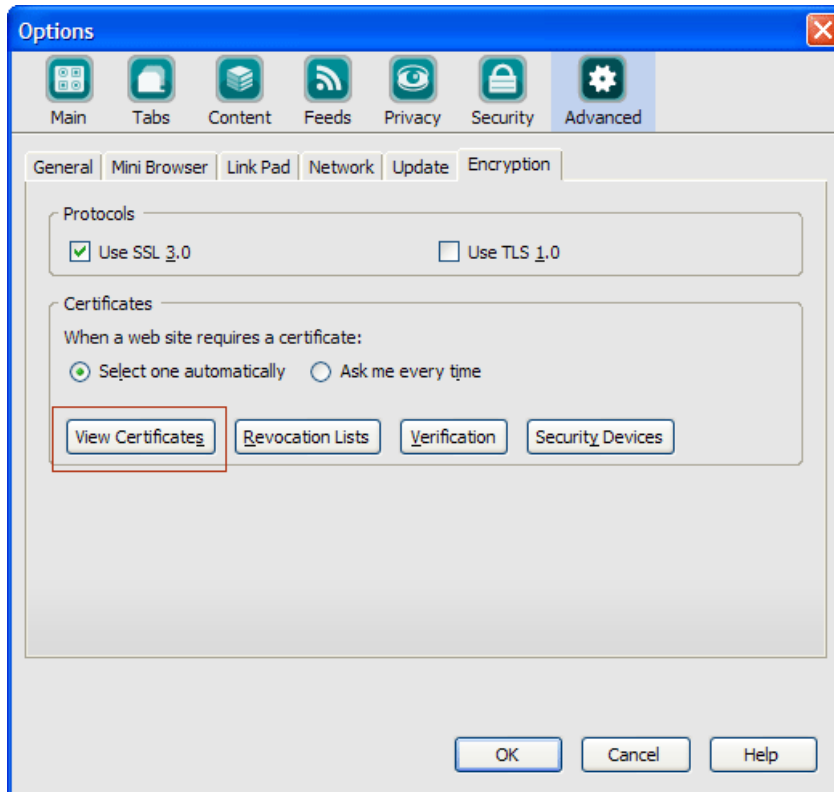 Options
Main Tabs Content Feeds Privacy Security Advanced
General Mini Browser Link Pad Network Update Encryption
Protocols
Use SSL 3.0 Use TLS 1.0
Certificates
When a web site requires a certificate:
Select one automatically Ask me every time
View Certificates Revocation Lists Verification Security Devices
OK Cancel Help